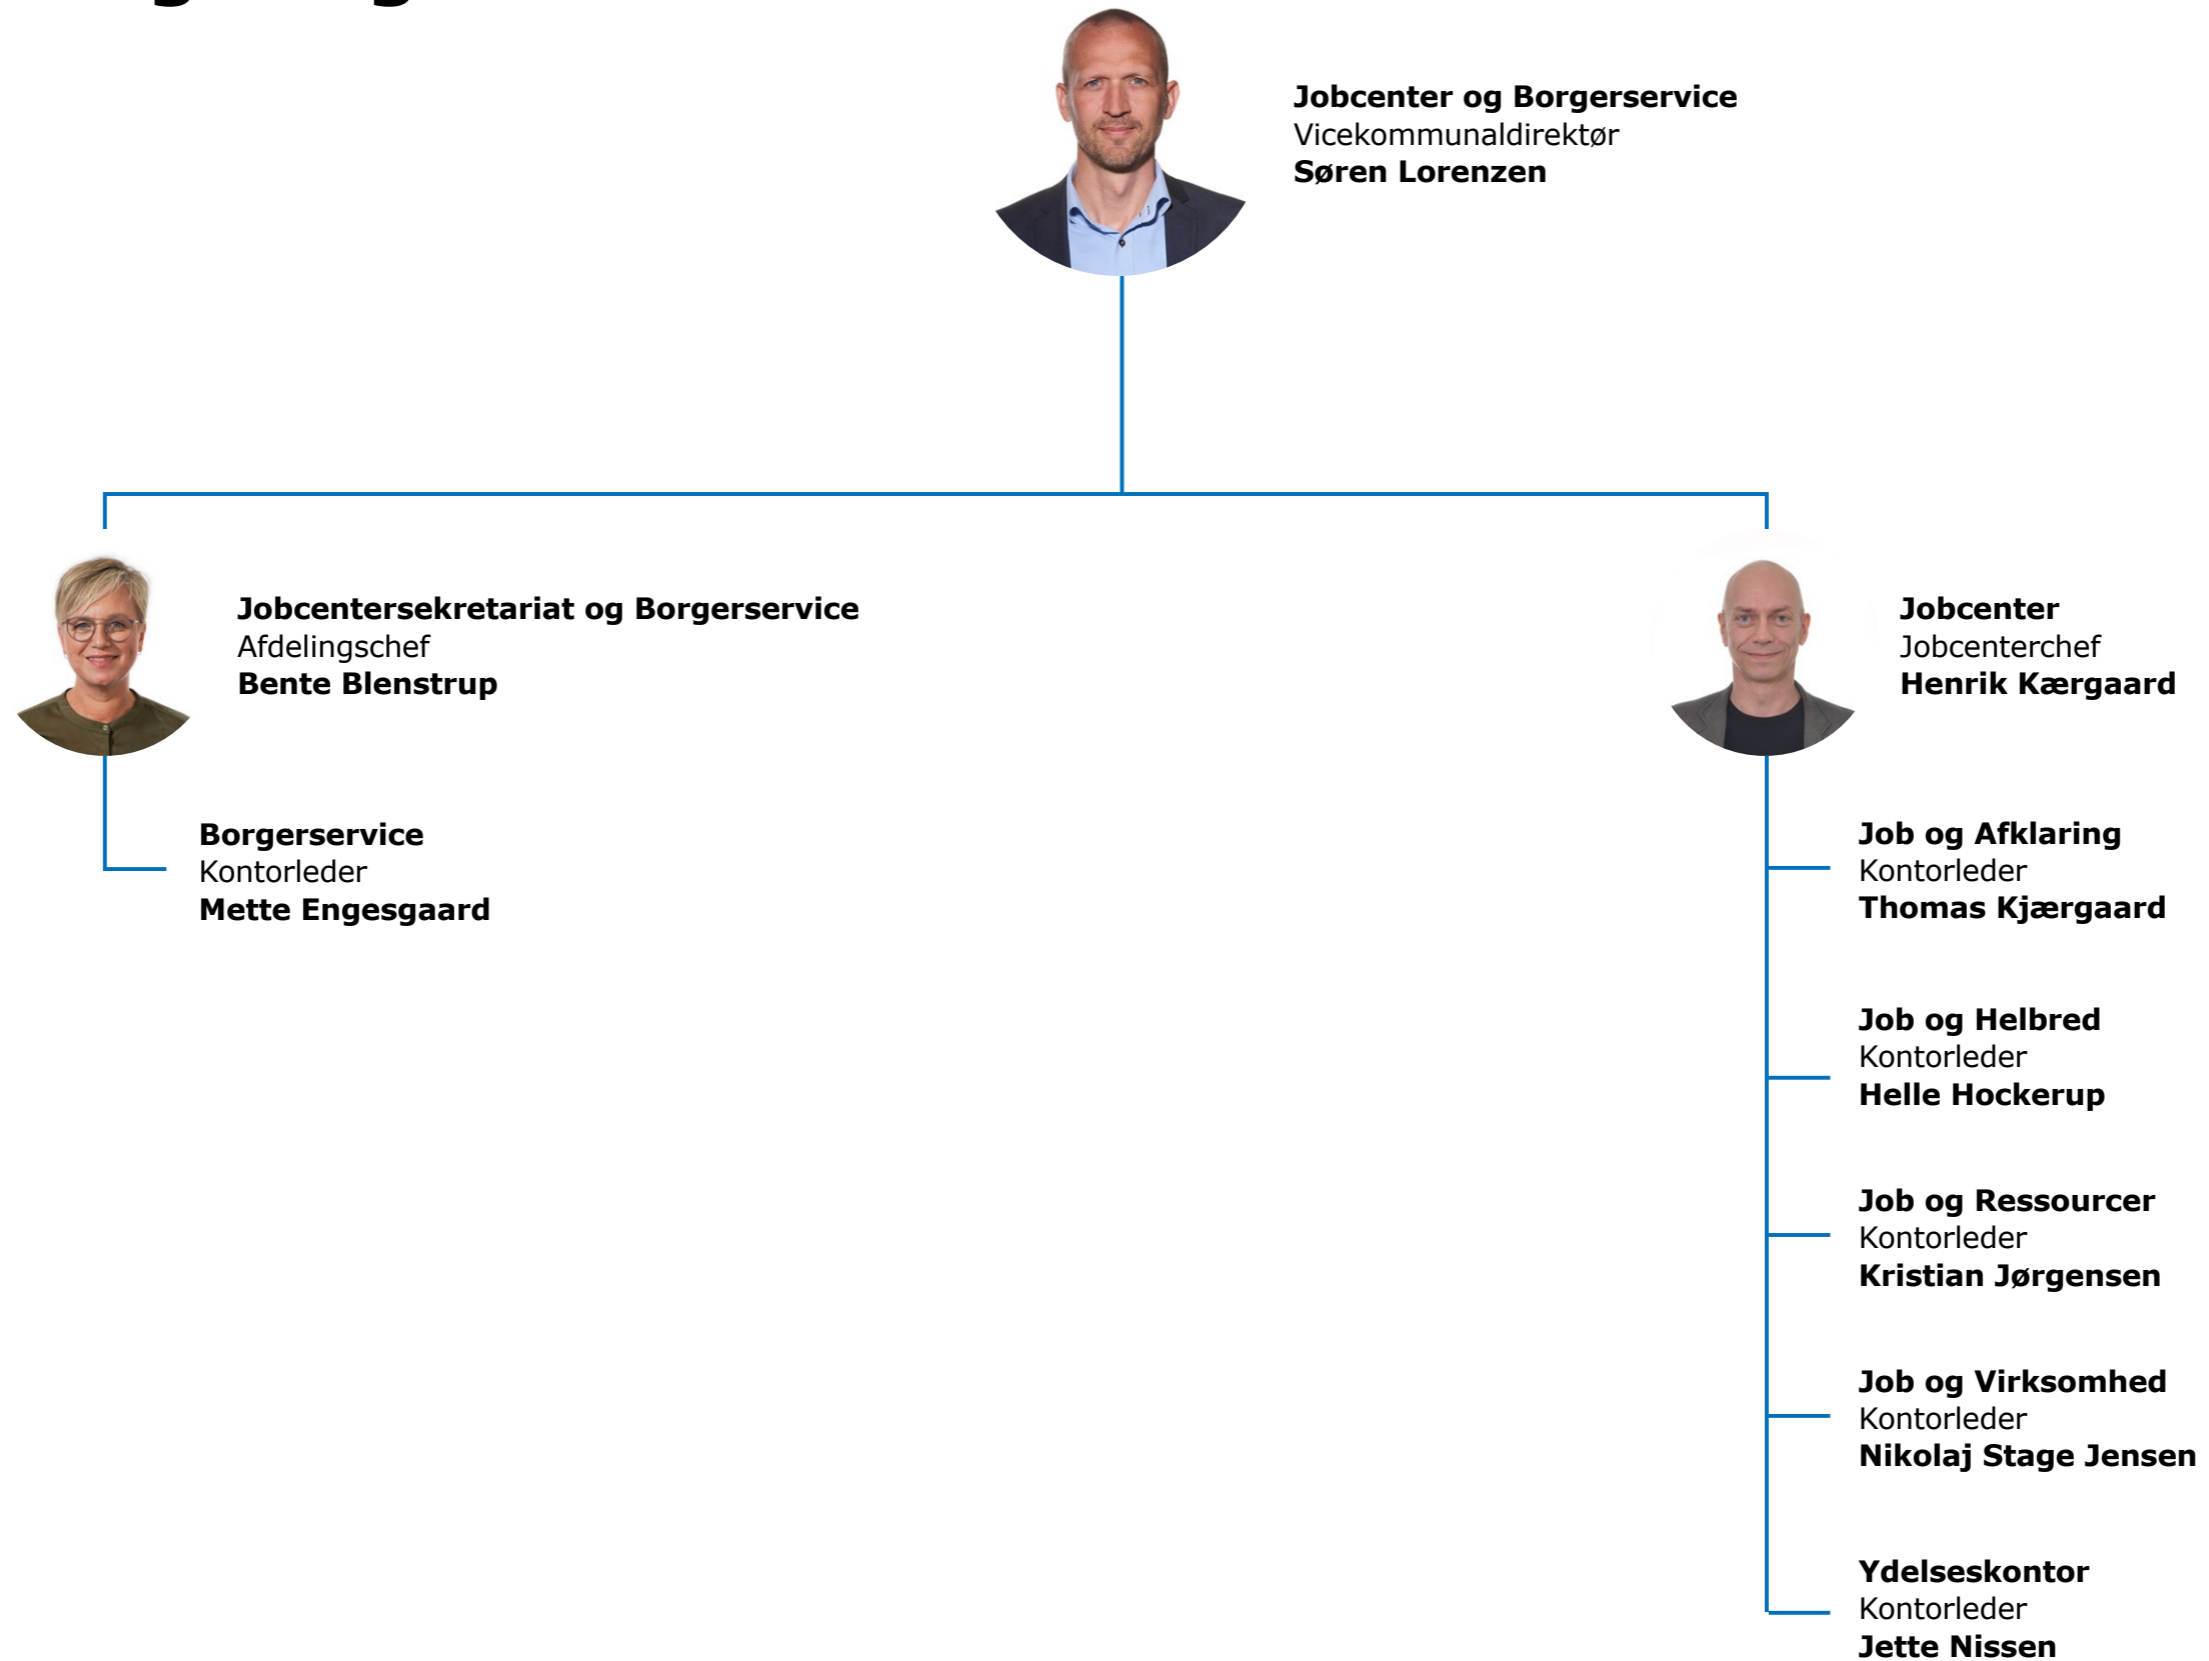 Jobcenter og Borgerservice
Vicekommunaldirektør
Søren Lorenzen
Jobcentersekretariat og Borgerservice
Afdelingschef
Bente Blenstrup
Jobcenter
Jobcenterchef
Henrik Kærgaard
Borgerservice
Kontorleder
Mette Engesgaard
Job og Afklaring
Kontorleder
Thomas Kjærgaard
Job og Helbred
Kontorleder
Helle Hockerup
Job og Ressourcer
Kontorleder
Kristian Jørgensen
Job og Virksomhed
Kontorleder
Nikolaj Stage Jensen
Ydelseskontor
Kontorleder
Jette Nissen